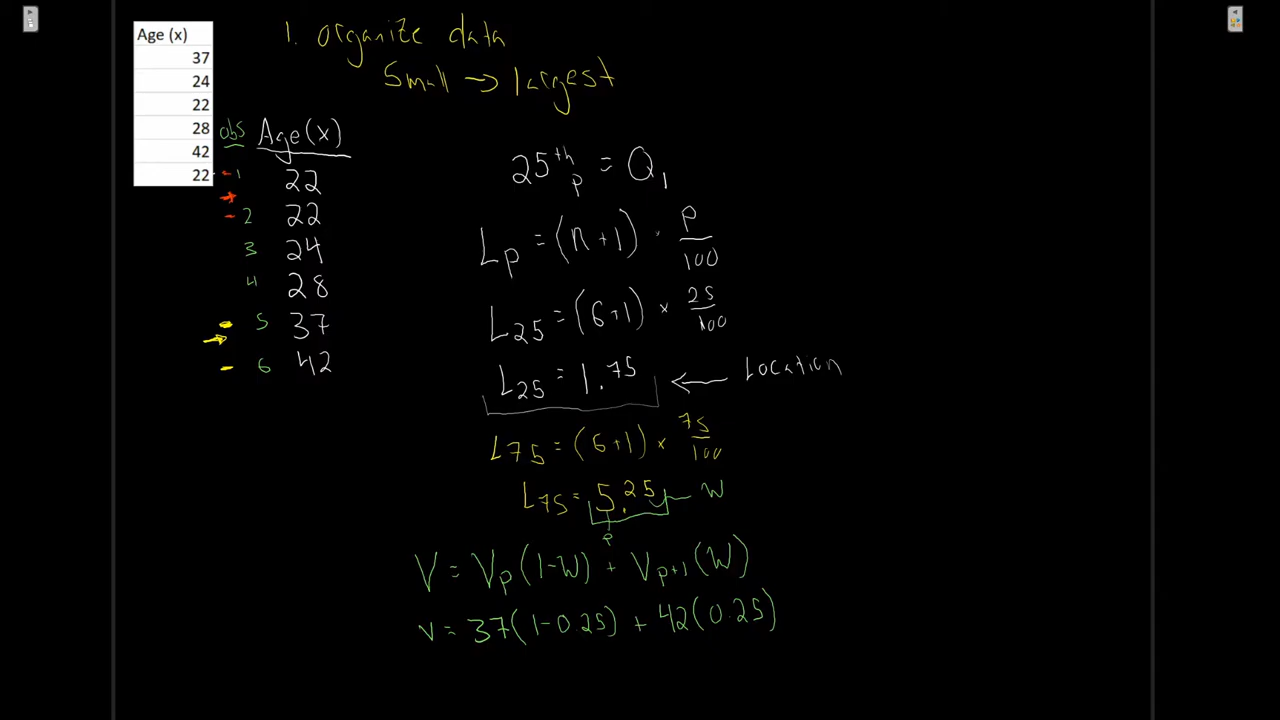 Age (x)
37
24
22
28
42
22
1. organize data
Small → largest
obs Age(x)
1 22
2 22
3 24
4 28
5 37
6 42
25th p = Q1
Lp = (n+1) · P/100
L25 = (6+1) × 25/100
L25 = 1.75 ← Location
L75 = (6+1) × 75/100
L75 = 5.25 W
P
V = Vp(1-W) + Vp+1(W)
V = 37(1-0.25) + 42(0.25)